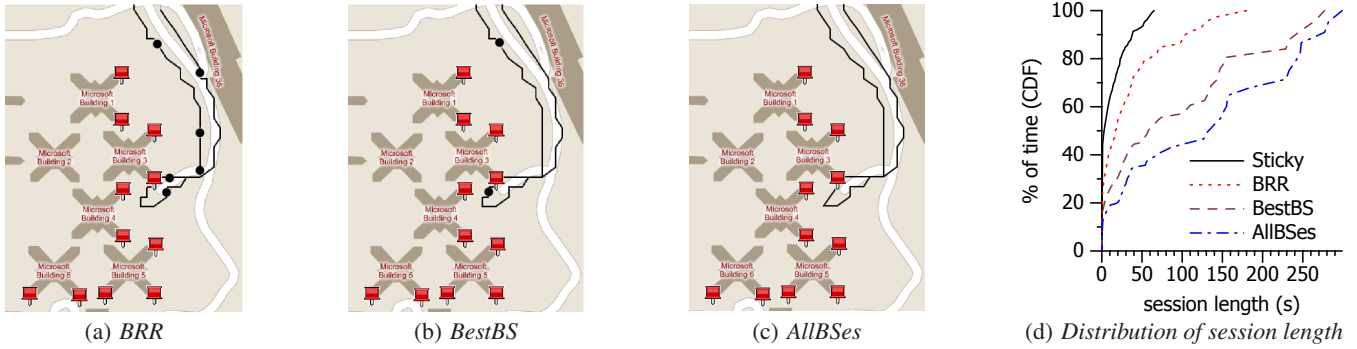 Microsoft Building 36
Microsoft
Building 1
Microsoft
Building 2
Microsoft
Building 3
Microsoft
Building 4
Microsoft
Building 6
Microsoft
Building 5
(a) BRR
Microsoft Building 36
Microsoft
Building 1
Microsoft
Building 2
Microsoft
Building 3
Microsoft
Building 4
Microsoft
Building 6
Microsoft
Building 5
(b) BestBS
Microsoft Building 36
Microsoft
Building 1
Microsoft
Building 2
Microsoft
Building 3
Microsoft
Building 4
Microsoft
Building 6
Microsoft
Building 5
(c) AllBSes
% of time (CDF)
100
80
60
40
20
0
Sticky
BRR
BestBS
AllBSes
0 50 100 150 200 250
session length (s)
(d) Distribution of session length